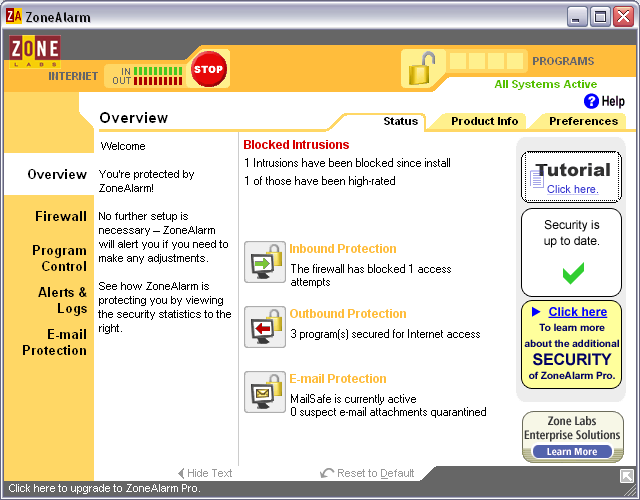 ZA ZoneAlarm
ZONE
LABS
INTERNET
IN
OUT
STOP
PROGRAMS
All Systems Active
? Help
Overview
Status
Product Info
Preferences
Overview
Firewall
Program
Control
Alerts &
Logs
E-mail
Protection
Welcome
You're protected by
ZoneAlarm!
No further setup is
necessary – ZoneAlarm
will alert you if you need to
make any adjustments.
See how ZoneAlarm is
protecting you by viewing
the security statistics to the
right.
Blocked Intrusions
1 Intrusions have been blocked since install
1 of those have been high-rated
Inbound Protection
The firewall has blocked 1 access
attempts
Outbound Protection
3 program(s) secured for Internet access
E-mail Protection
MailSafe is currently active
0 suspect e-mail attachments quarantined
Tutorial
Click here.
Security is
up to date.
Click here
To learn more
about the additional
SECURITY
of ZoneAlarm Pro.
Zone Labs
Enterprise Solutions
Learn More
Hide Text
Reset to Default
Click here to upgrade to ZoneAlarm Pro.